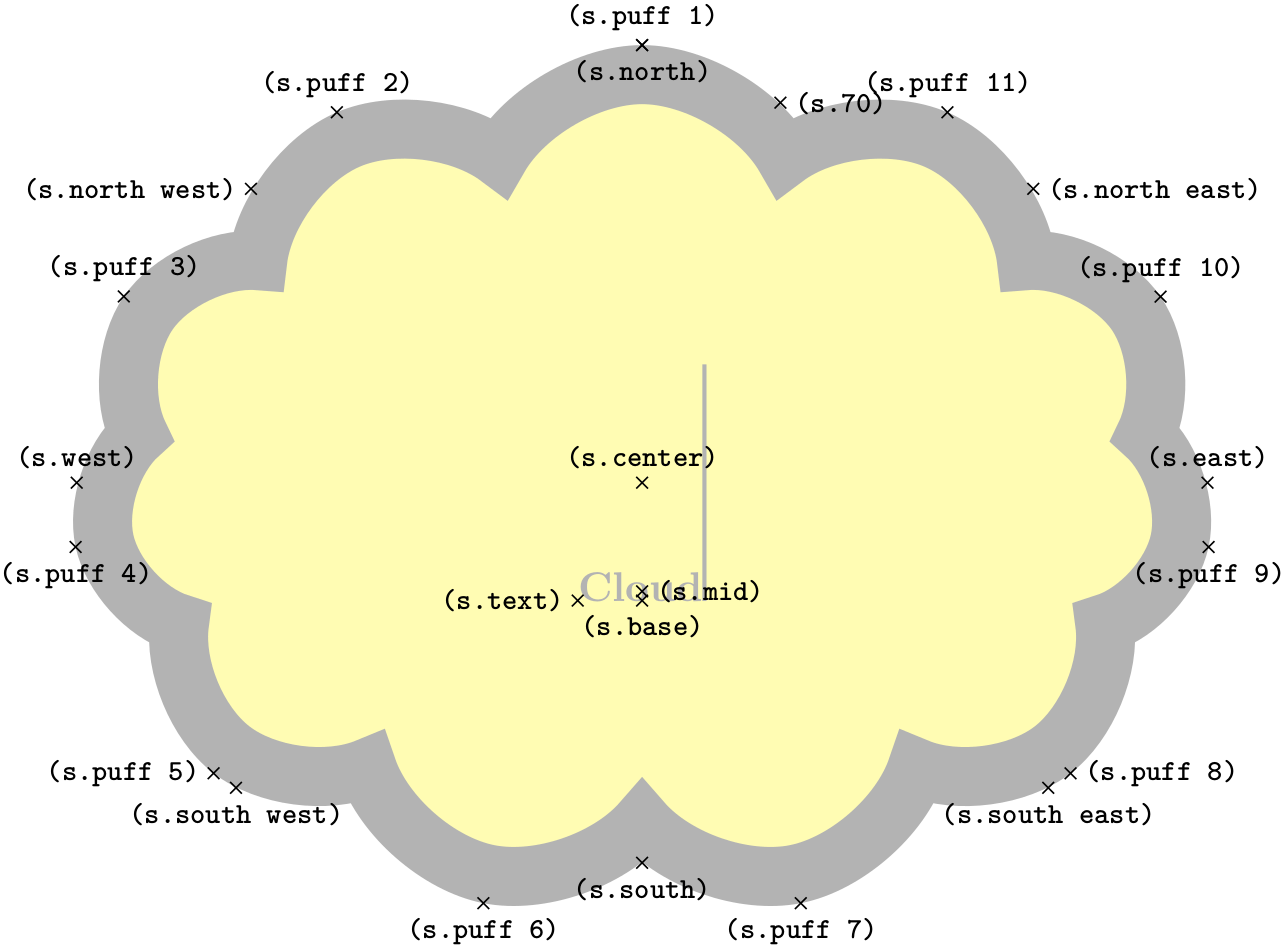 (s.puff 1)
(s.north)
(s.puff 2)
(s.puff 11)
(s.70)
(s.north west)
(s.north east)
(s.puff 3)
(s.puff 10)
(s.west)
(s.center)
(s.east)
(s.puff 4)
(s.puff 9)
Cloud
(s.mid)
(s.text)
(s.base)
(s.puff 5)
(s.puff 8)
(s.south west)
(s.south east)
(s.south)
(s.puff 6)
(s.puff 7)